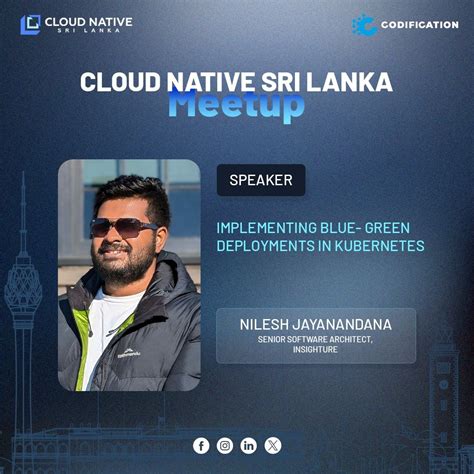 CLOUD NATIVE
SRI LANKA
CODIFICATION
CLOUD NATIVE SRI LANKA
Meetup
SPEAKER
IMPLEMENTING BLUE- GREEN
DEPLOYMENTS IN KUBERNETES
NILESH JAYANANDANA
SENIOR SOFTWARE ARCHITECT,
INSIGHTURE